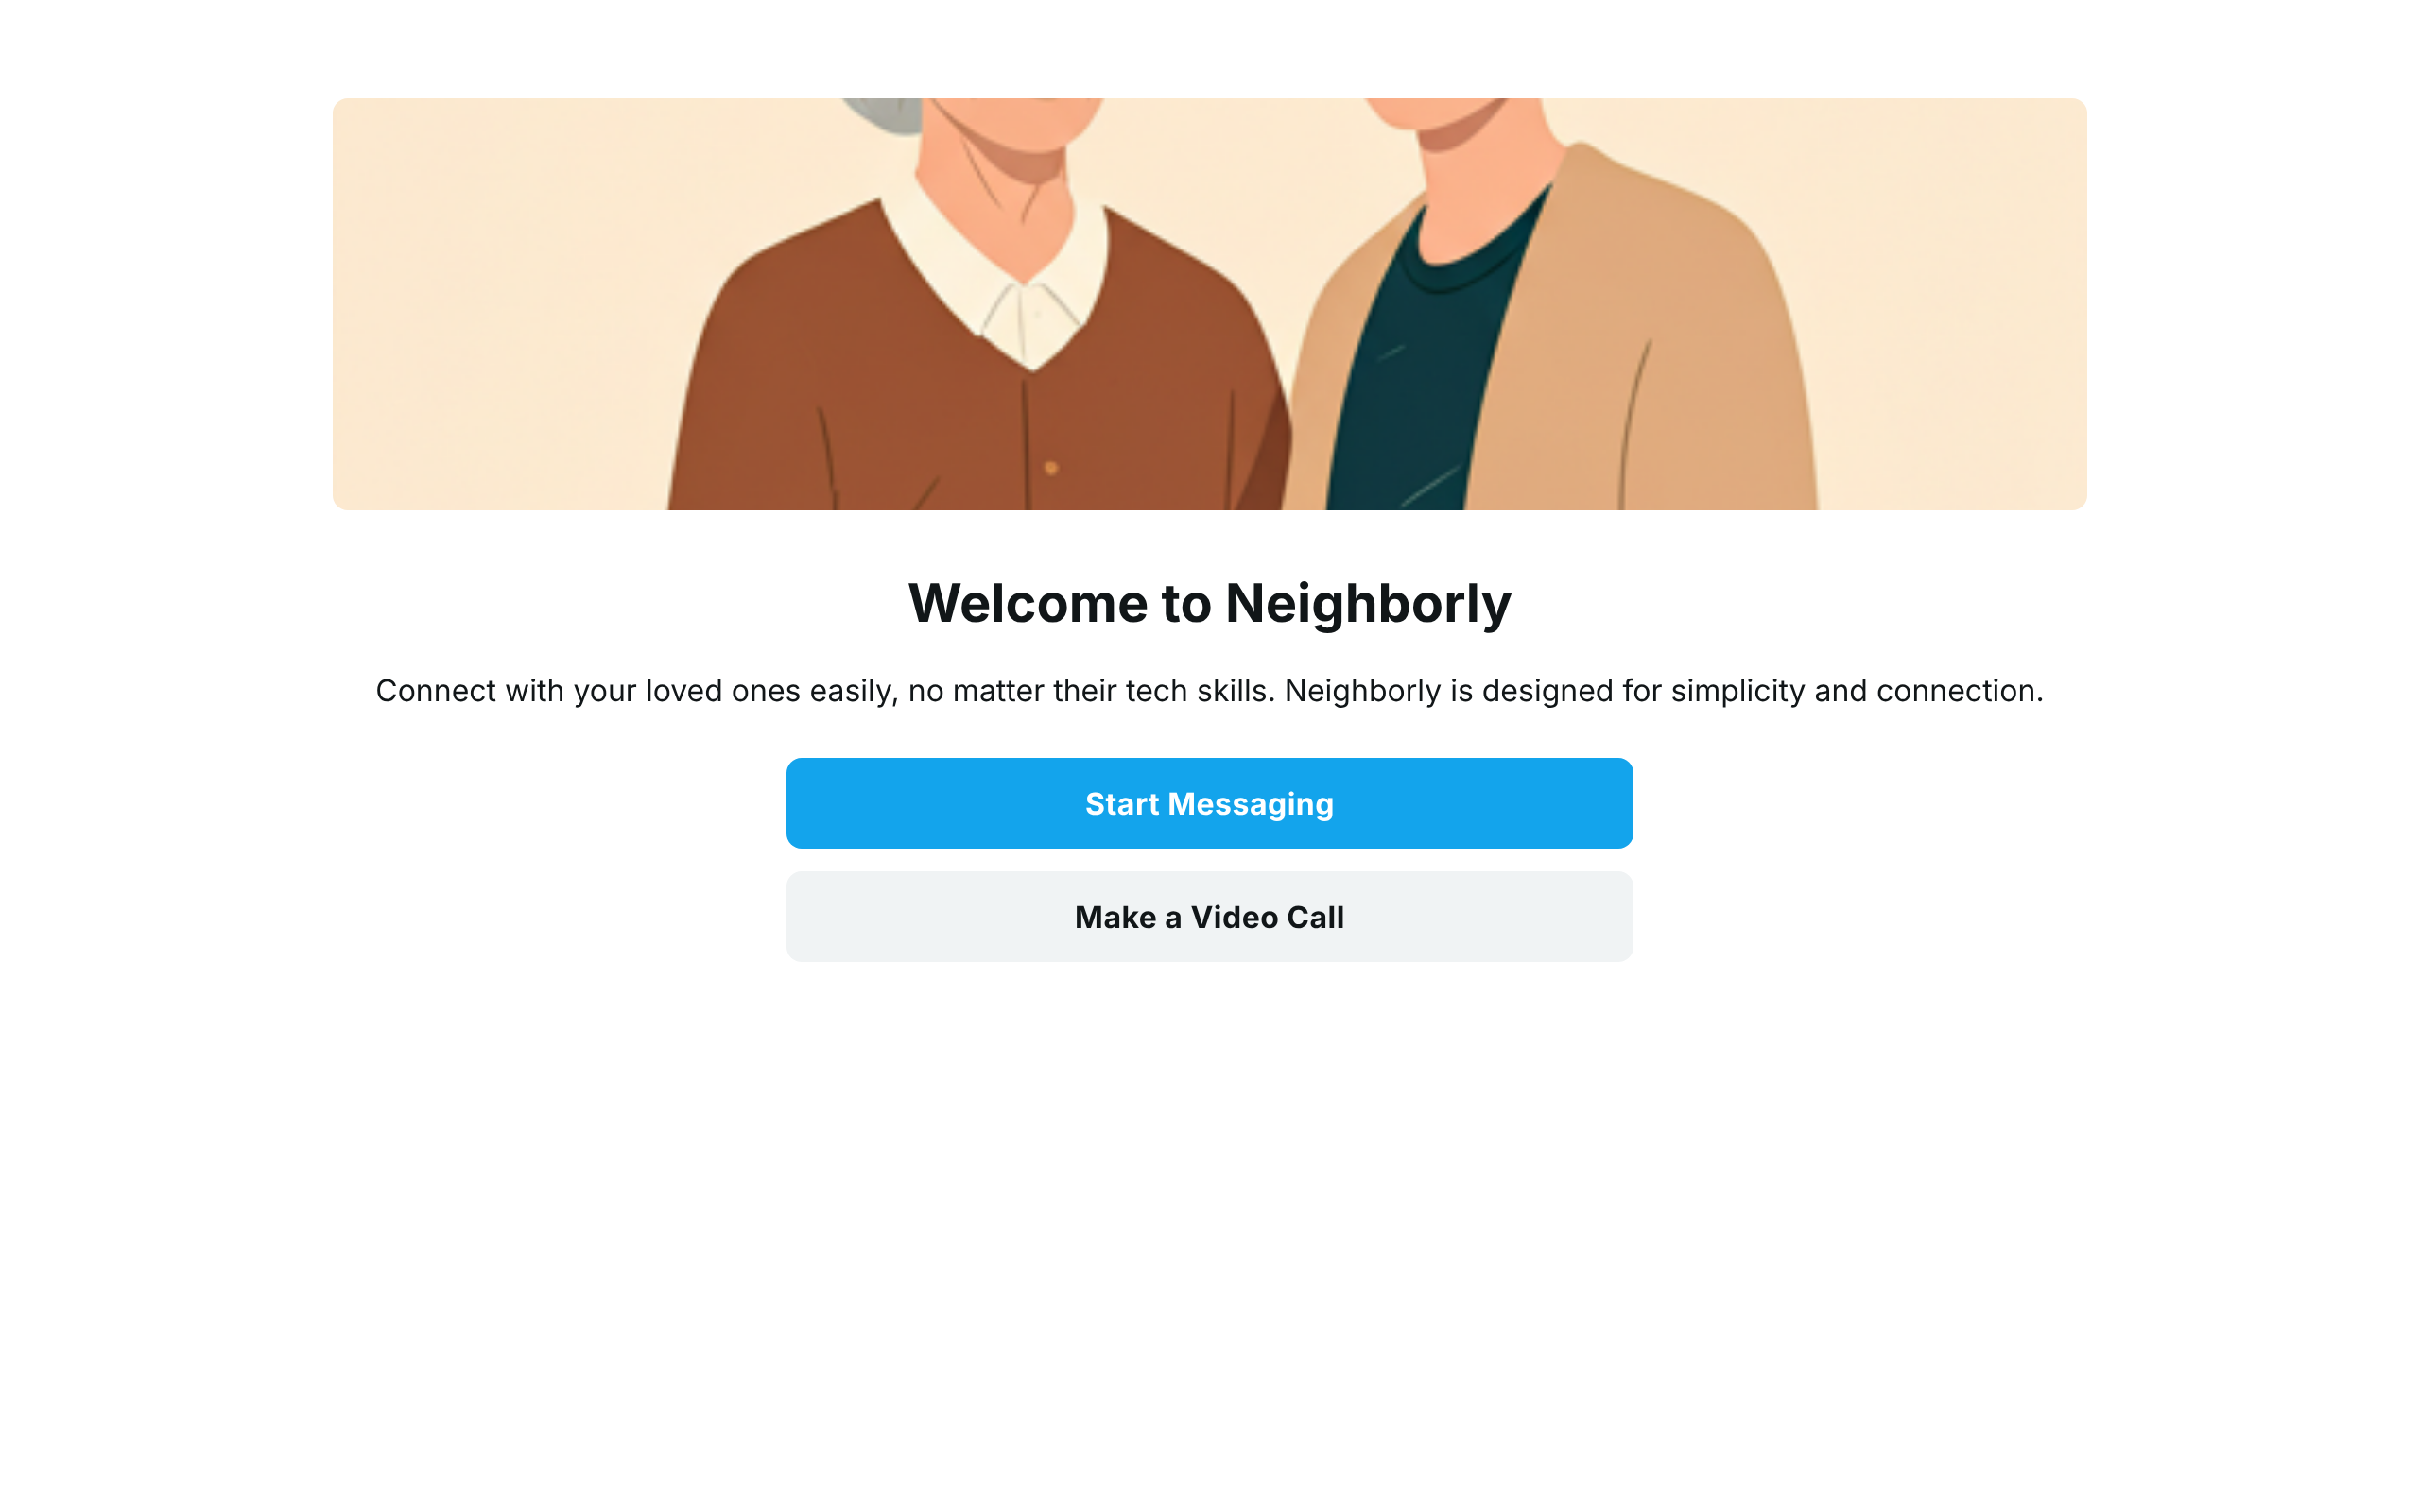 Welcome to Neighborly
Connect with your loved ones easily, no matter their tech skills. Neighborly is designed for simplicity and connection.
Start Messaging
Make a Video Call